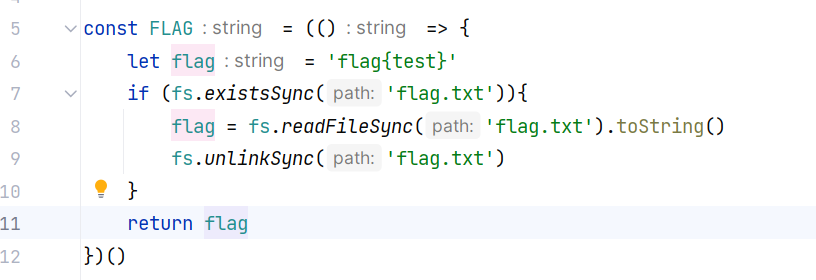 5 const FLAG : string = (() : string => {
6 let flag : string = 'flag{test}'
7 if (fs.existsSync( path: 'flag.txt')){
8 flag = fs.readFileSync( path: 'flag.txt').toString()
9 fs.unlinkSync( path: 'flag.txt')
10 }
11 return flag
12 })()